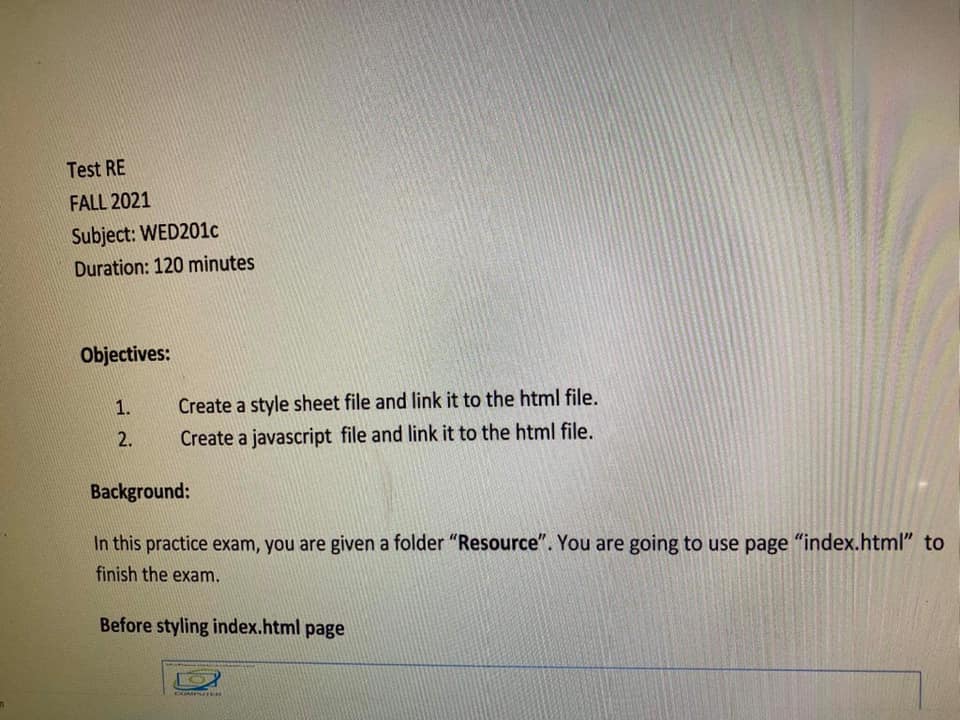 Test RE
FALL 2021
Subject: WED201c
Duration: 120 minutes
Objectives:
1. Create a style sheet file and link it to the html file.
2. Create a javascript file and link it to the html file.
Background:
In this practice exam, you are given a folder “Resource”. You are going to use page “index.html” to
finish the exam.
Before styling index.html page
COMPUTER